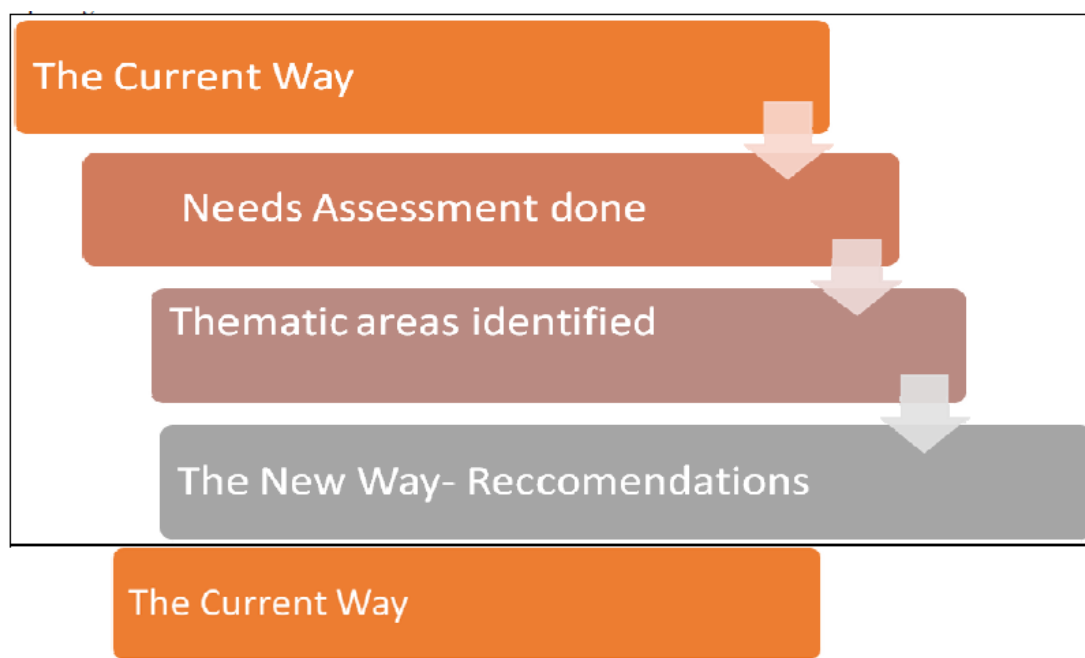 The Current Way
Needs Assessment done
Thematic areas identified
The New Way- Reccomendations
The Current Way